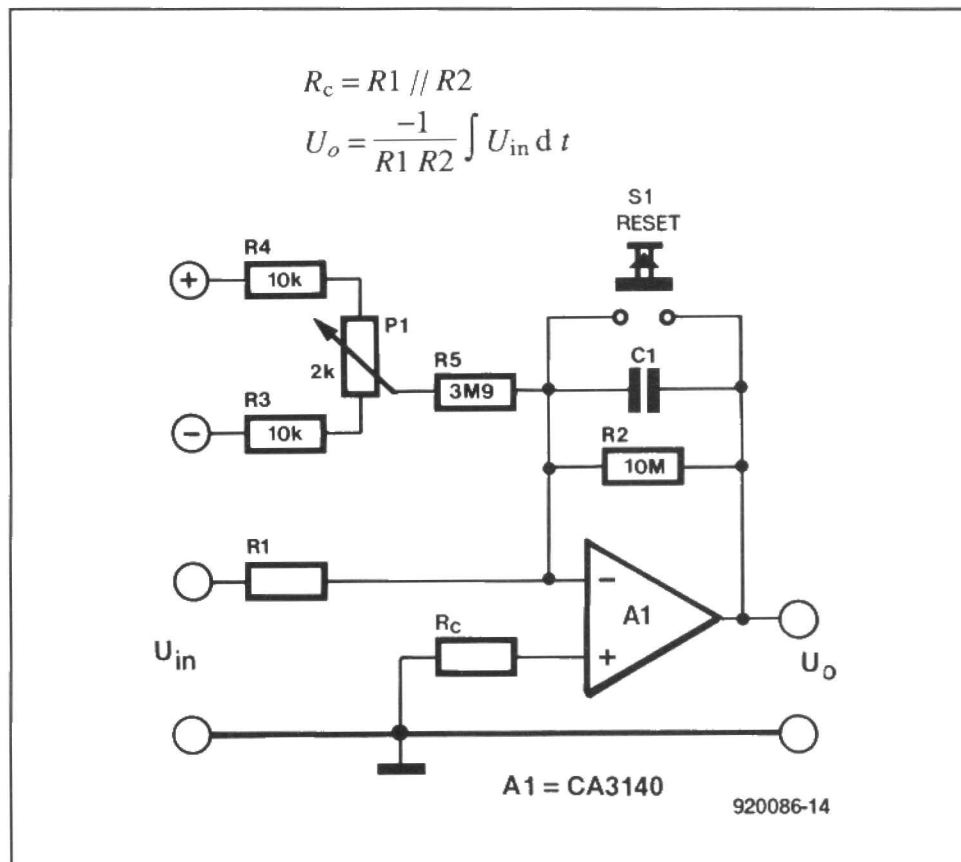 R_c = R1 // R2
U_o = -1 / (R1 R2) ∫ U_in d t
S1
RESET
R4
10k
+
P1
2k
R5
3M9
C1
R3
10k
−
R2
10M
R1
−
A1
+
R_C
U_in
U_o
A1 = CA3140
920086-14